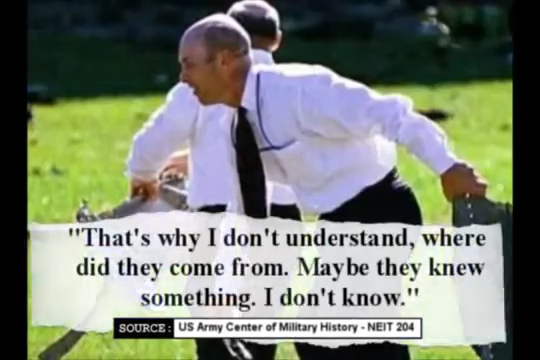 "That's why I don't understand, where
did they come from. Maybe they knew
something. I don't know."
SOURCE: US Army Center of Military History - NEIT 204